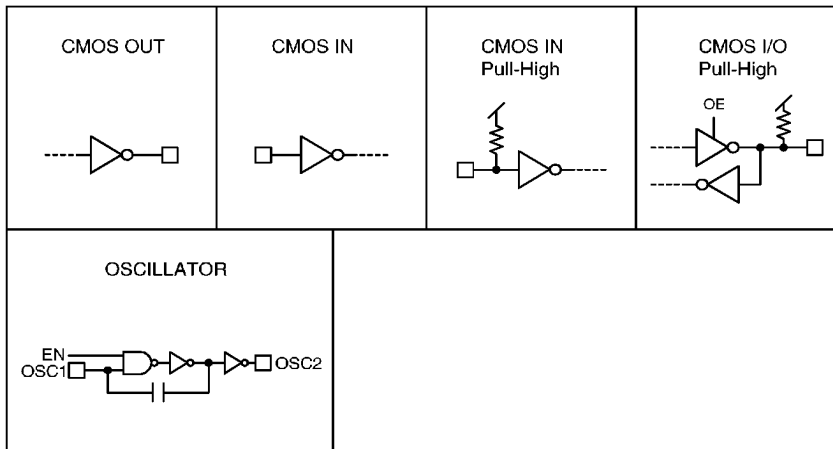 CMOS OUT
CMOS IN
CMOS IN
Pull-High
CMOS I/O
Pull-High
OE
OSCILLATOR
EN
OSC1
OSC2